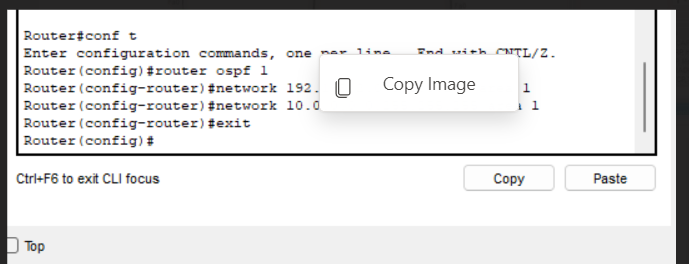 Router#conf t
Enter configuration commands, one per line. End with CNTL/Z.
Router(config)#router ospf 1
Router(config-router)#network 192. 1
Router(config-router)#network 10.0 1
Router(config-router)#exit
Router(config)#
Copy Image
Ctrl+F6 to exit CLI focus
Copy
Paste
Top